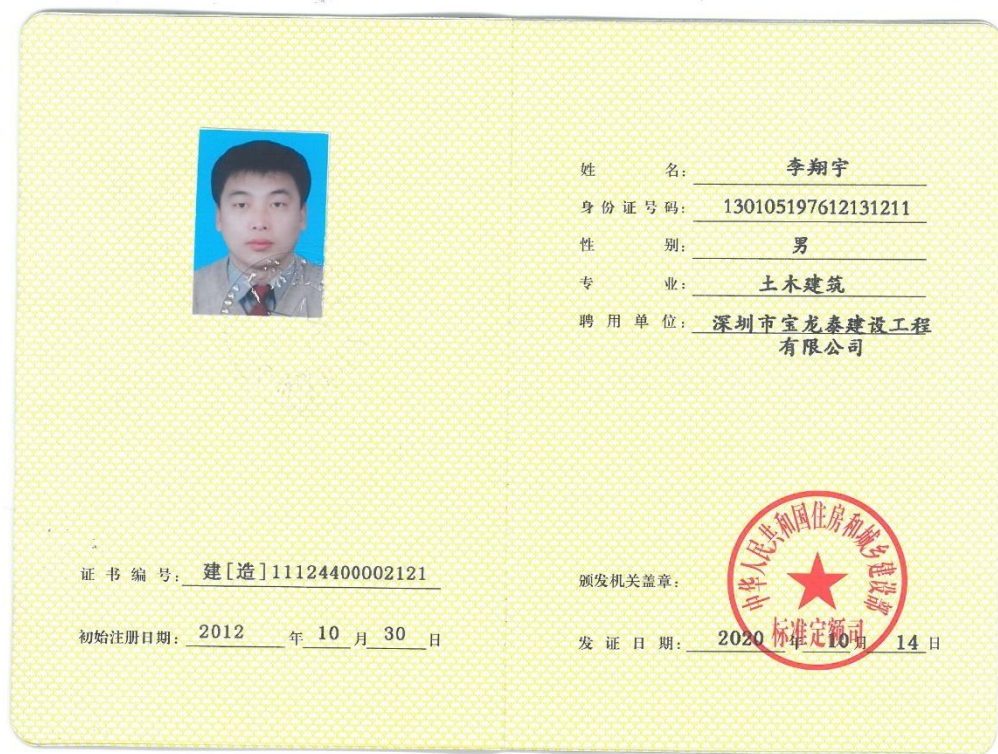 姓 名: 李翔宇
身份证号码: 130105197612131211
性 别: 男
专 业: 土木建筑
聘用单位: 深圳市宝龙泰建设工程
有限公司
证书编号: 建[造]11124400002121
初始注册日期: 2012 年 10 月 30 日
中华人民共和国住房和城乡建设部
标准定额司
颁发机关盖章:
发证日期: 2020 年 10 月 14 日